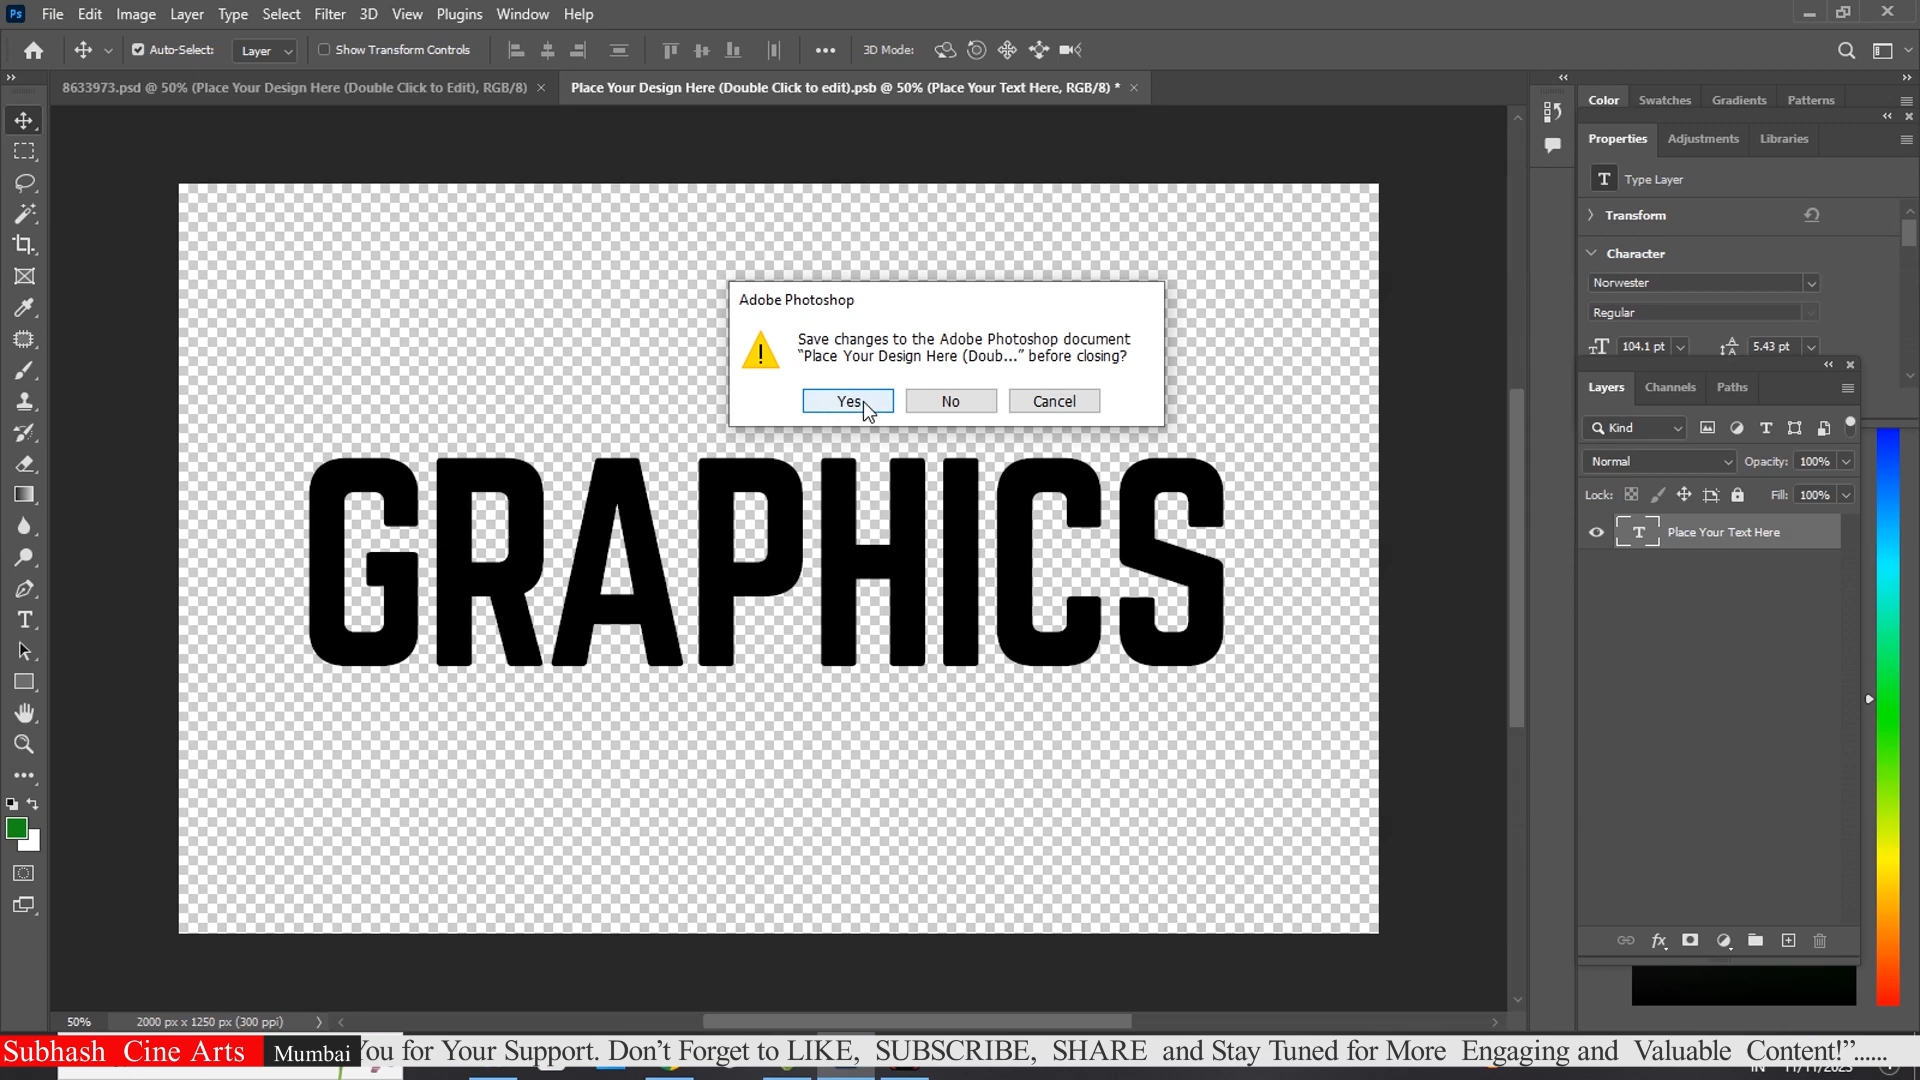 Ps File Edit Image Layer Type Select Filter 3D View Plugins Window Help
Auto-Select: Layer Show Transform Controls 3D Mode:
8633973.psd @ 50% (Place Your Design Here (Double Click to Edit), RGB/8) × Place Your Design Here (Double Click to edit).psb @ 50% (Place Your Text Here, RGB/8) * ×
Color Swatches Gradients Patterns
Properties Adjustments Libraries
T Type Layer
Transform
Character
Norwester
Regular
104.1 pt 5.43 pt
Adobe Photoshop
Save changes to the Adobe Photoshop document
“Place Your Design Here (Doub...” before closing?
Yes No Cancel
Layers Channels Paths
Kind
Normal Opacity: 100%
Lock: Fill: 100%
T Place Your Text Here
GRAPHICS
fx
50% 2000 px x 1250 px (300 ppi)
Subhash Cine Arts Mumbai You for Your Support. Don’t Forget to LIKE, SUBSCRIBE, SHARE and Stay Tuned for More Engaging and Valuable Content!”......